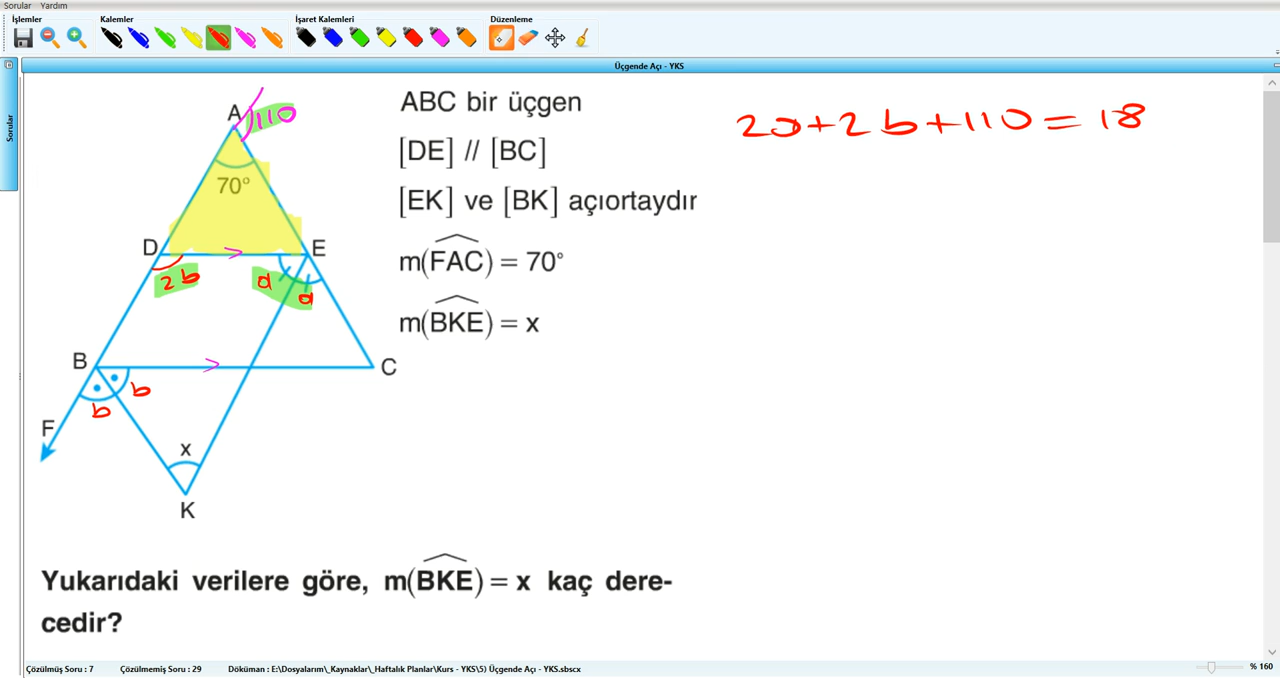 Sorular Yardım
İşlemler Kalemler İşaret Kalemleri Düzenleme
Üçgende Açı - YKS
Sorular
A
110
70°
D
E
2b
a
a
B
C
b
b
F
x
K
ABC bir üçgen
[DE] // [BC]
[EK] ve [BK] açıortaydır
m(FAC) = 70°
m(BKE) = x
2a+2b+110=18
Yukarıdaki verilere göre, m(BKE) = x kaç dere-
cedir?
Çözülmüş Soru : 7 Çözülmemiş Soru : 29 Döküman : E:\Dosyalarım\_Kaynaklar\_Haftalık Planlar\Kurs - YKS\5) Üçgende Açı - YKS.sbscx % 160